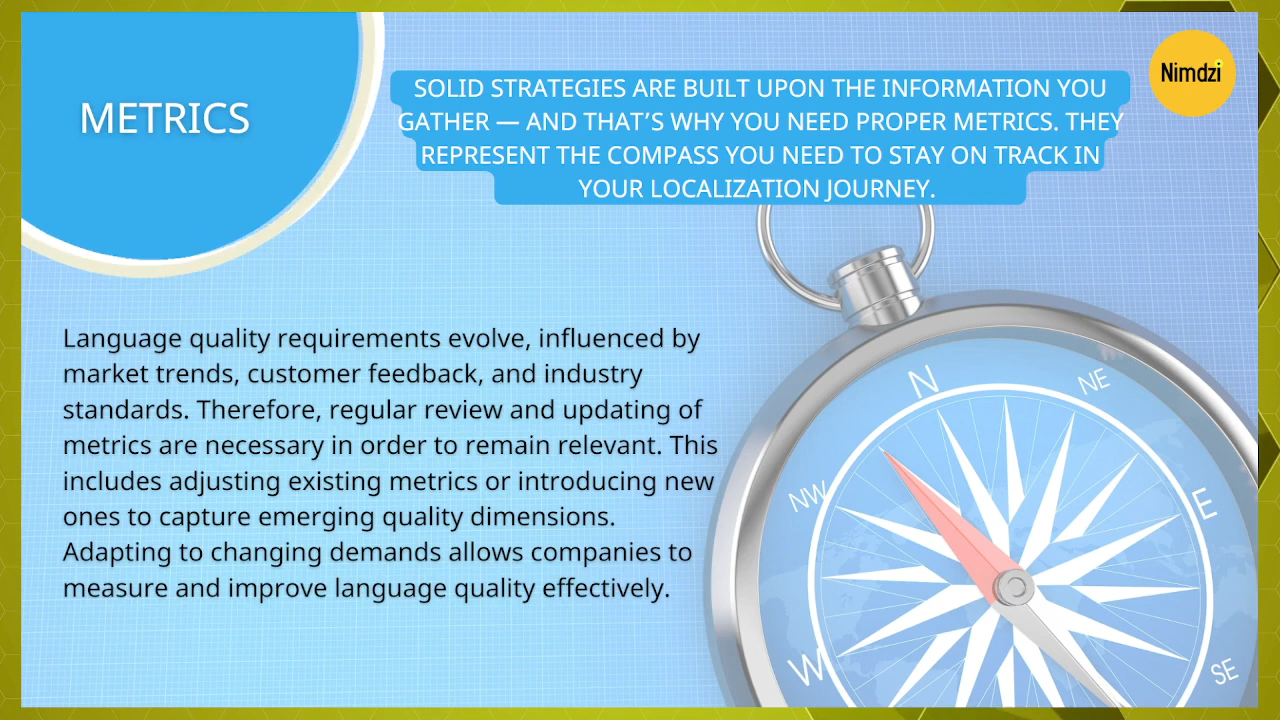 METRICS
SOLID STRATEGIES ARE BUILT UPON THE INFORMATION YOU
GATHER — AND THAT’S WHY YOU NEED PROPER METRICS. THEY
REPRESENT THE COMPASS YOU NEED TO STAY ON TRACK IN
YOUR LOCALIZATION JOURNEY.
Nimdzi
Language quality requirements evolve, influenced by
market trends, customer feedback, and industry
standards. Therefore, regular review and updating of
metrics are necessary in order to remain relevant. This
includes adjusting existing metrics or introducing new
ones to capture emerging quality dimensions.
Adapting to changing demands allows companies to
measure and improve language quality effectively.
N
NE
NW
E
W
SE